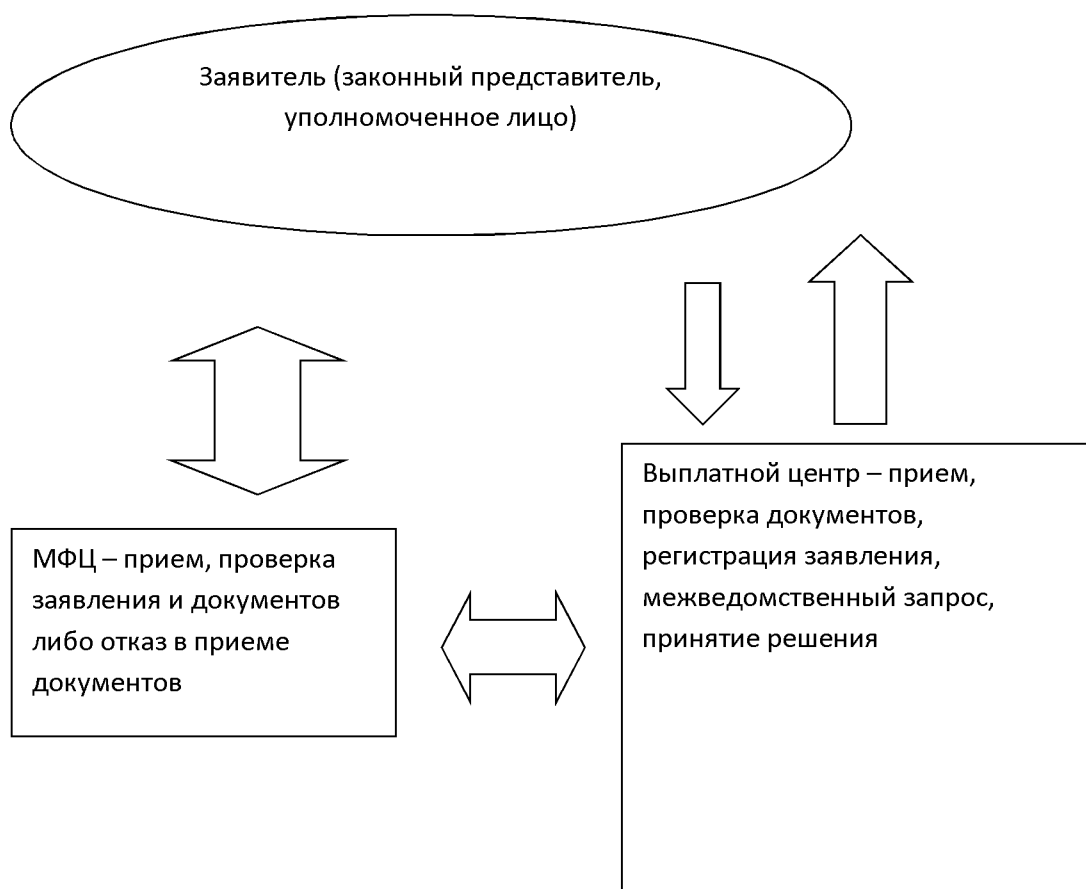 Заявитель (законный представитель,
уполномоченное лицо)
Выплатной центр – прием,
проверка документов,
регистрация заявления,
межведомственный запрос,
принятие решения
МФЦ – прием, проверка
заявления и документов
либо отказ в приеме
документов